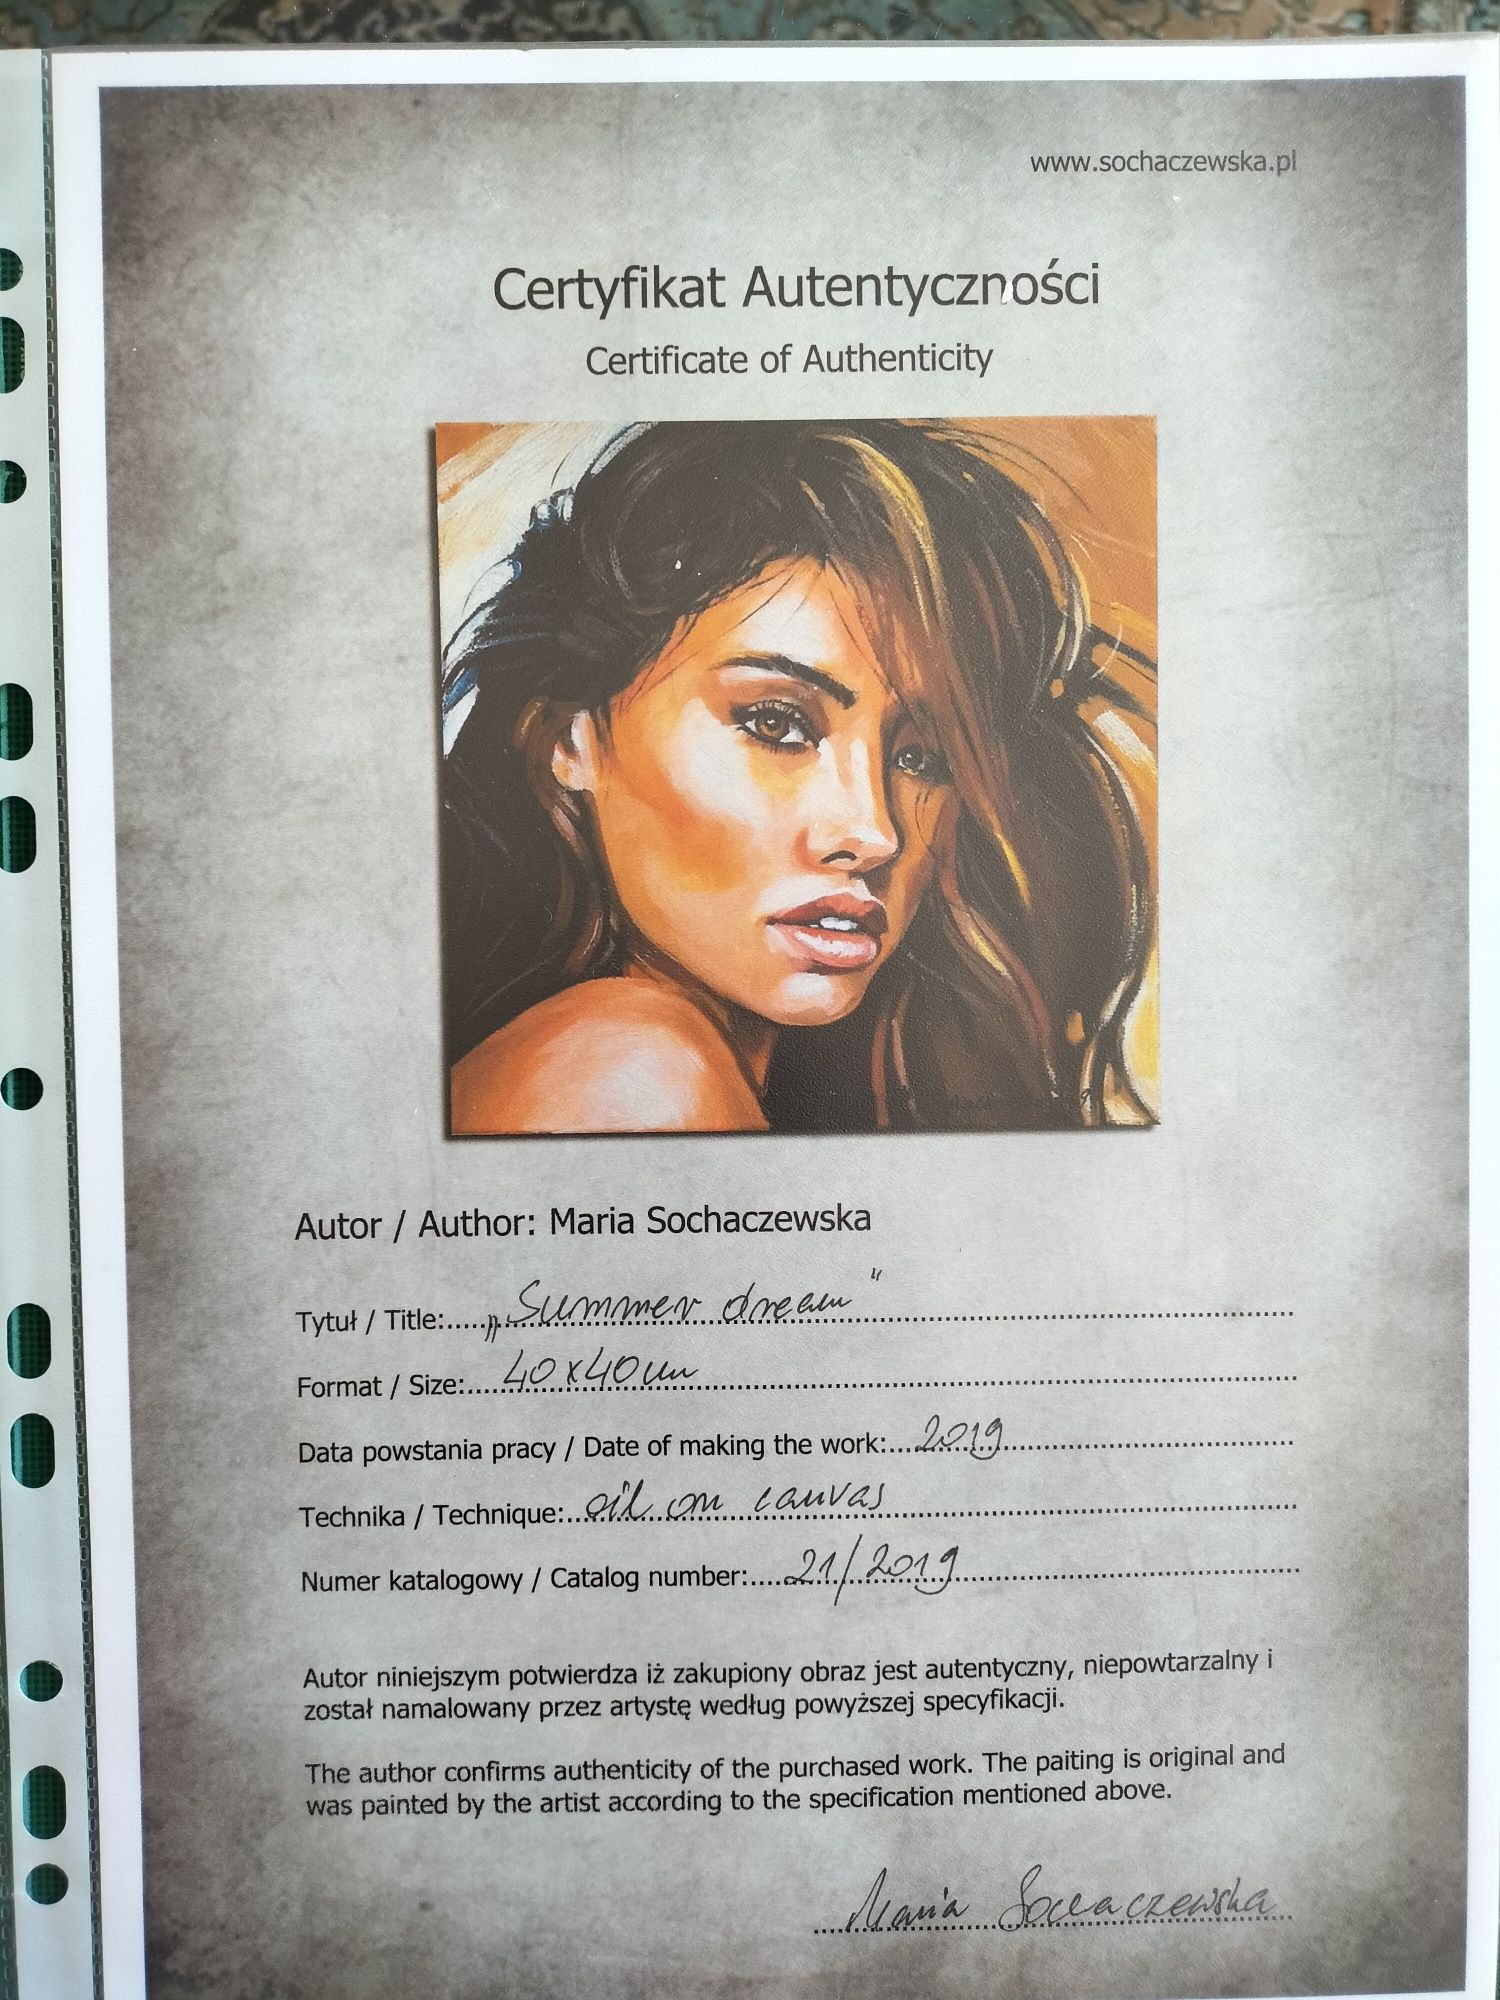 www.sochaczewska.pl
Certyfikat Autentyczności
Certificate of Authenticity
Autor / Author: Maria Sochaczewska
Tytuł / Title: „Summer dream"
Format / Size: 40x40cm
Data powstania pracy / Date of making the work: 2019
Technika / Technique: oil on canvas
Numer katalogowy / Catalog number: 21/2019
Autor niniejszym potwierdza iż zakupiony obraz jest autentyczny, niepowtarzalny i
został namalowany przez artystę według powyższej specyfikacji.
The author confirms authenticity of the purchased work. The paiting is original and
was painted by the artist according to the specification mentioned above.
Maria Sochaczewska